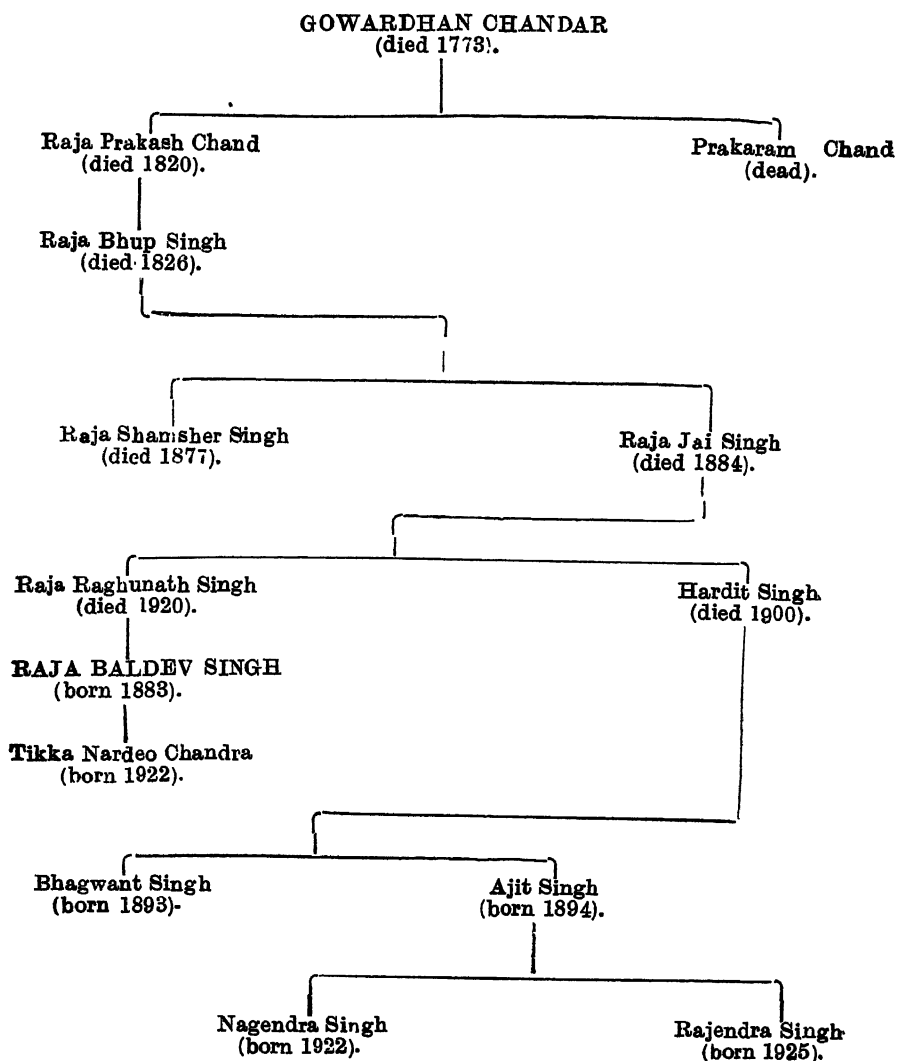 GOWARDHAN CHANDAR
(died 1773).
Raja Prakash Chand
(died 1820).
Prakaram Chand
(dead).
Raja Bhup Singh
(died 1826).
Raja Shamsher Singh
(died 1877).
Raja Jai Singh
(died 1884).
Raja Raghunath Singh
(died 1920).
Hardit Singh
(died 1900).
RAJA BALDEV SINGH
(born 1883).
Tikka Nardeo Chandra
(born 1922).
Bhagwant Singh
(born 1893)-
Ajit Singh
(born 1894).
Nagendra Singh
(born 1922).
Rajendra Singh
(born 1925).